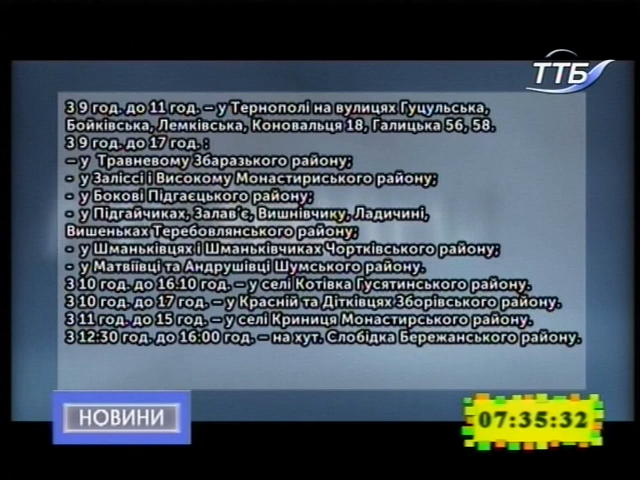 ТТБ
З 9 год. до 11 год. – у Тернополі на вулицях Гуцульська,
Бойківська, Лемківська, Коновальця 18, Галицька 56, 58.
З 9 год. до 17 год. :
– у Травневому Збаразького району;
- у Заліссі і Високому Монастириського району;
- у Бокові Підгаєцького району;
- у Підгайчиках, Залав’є, Вишнівчику, Ладичині,
Вишеньках Теребовлянського району;
- у Шманьківцях і Шманьківчиках Чортківського району;
- у Матвіївці та Андрушівці Шумського району.
З 10 год. до 16.10 год. – у селі Котівка Гусятинського району.
З 10 год. до 17 год. – у Красній та Дітківцях Зборівського району.
З 11 год. до 15 год. – у селі Криниця Монастирського району.
З 12:30 год. до 16:00 год. – на хут. Слобідка Бережанського району.
НОВИНИ
07:35:32